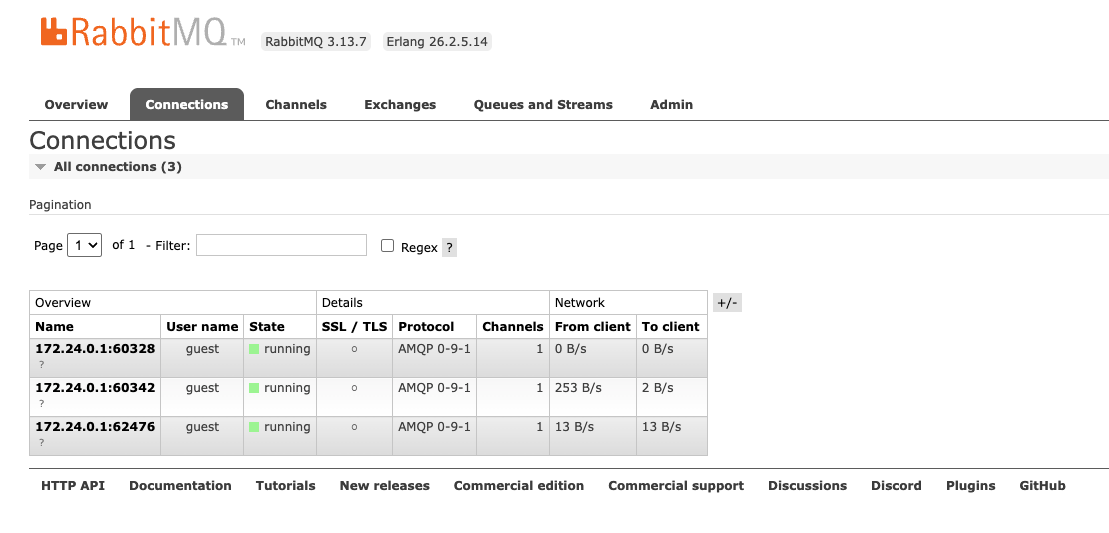 RabbitMQ TM RabbitMQ 3.13.7 Erlang 26.2.5.14
Overview Connections Channels Exchanges Queues and Streams Admin
Connections
All connections (3)
Pagination
Page 1 of 1 - Filter: Regex ?
Overview Details Network +/-
Name User name State SSL / TLS Protocol Channels From client To client
172.24.0.1:60328 guest running ○ AMQP 0-9-1 1 0 B/s 0 B/s
?
172.24.0.1:60342 guest running ○ AMQP 0-9-1 1 253 B/s 2 B/s
?
172.24.0.1:62476 guest running ○ AMQP 0-9-1 1 13 B/s 13 B/s
?
HTTP API Documentation Tutorials New releases Commercial edition Commercial support Discussions Discord Plugins GitHub